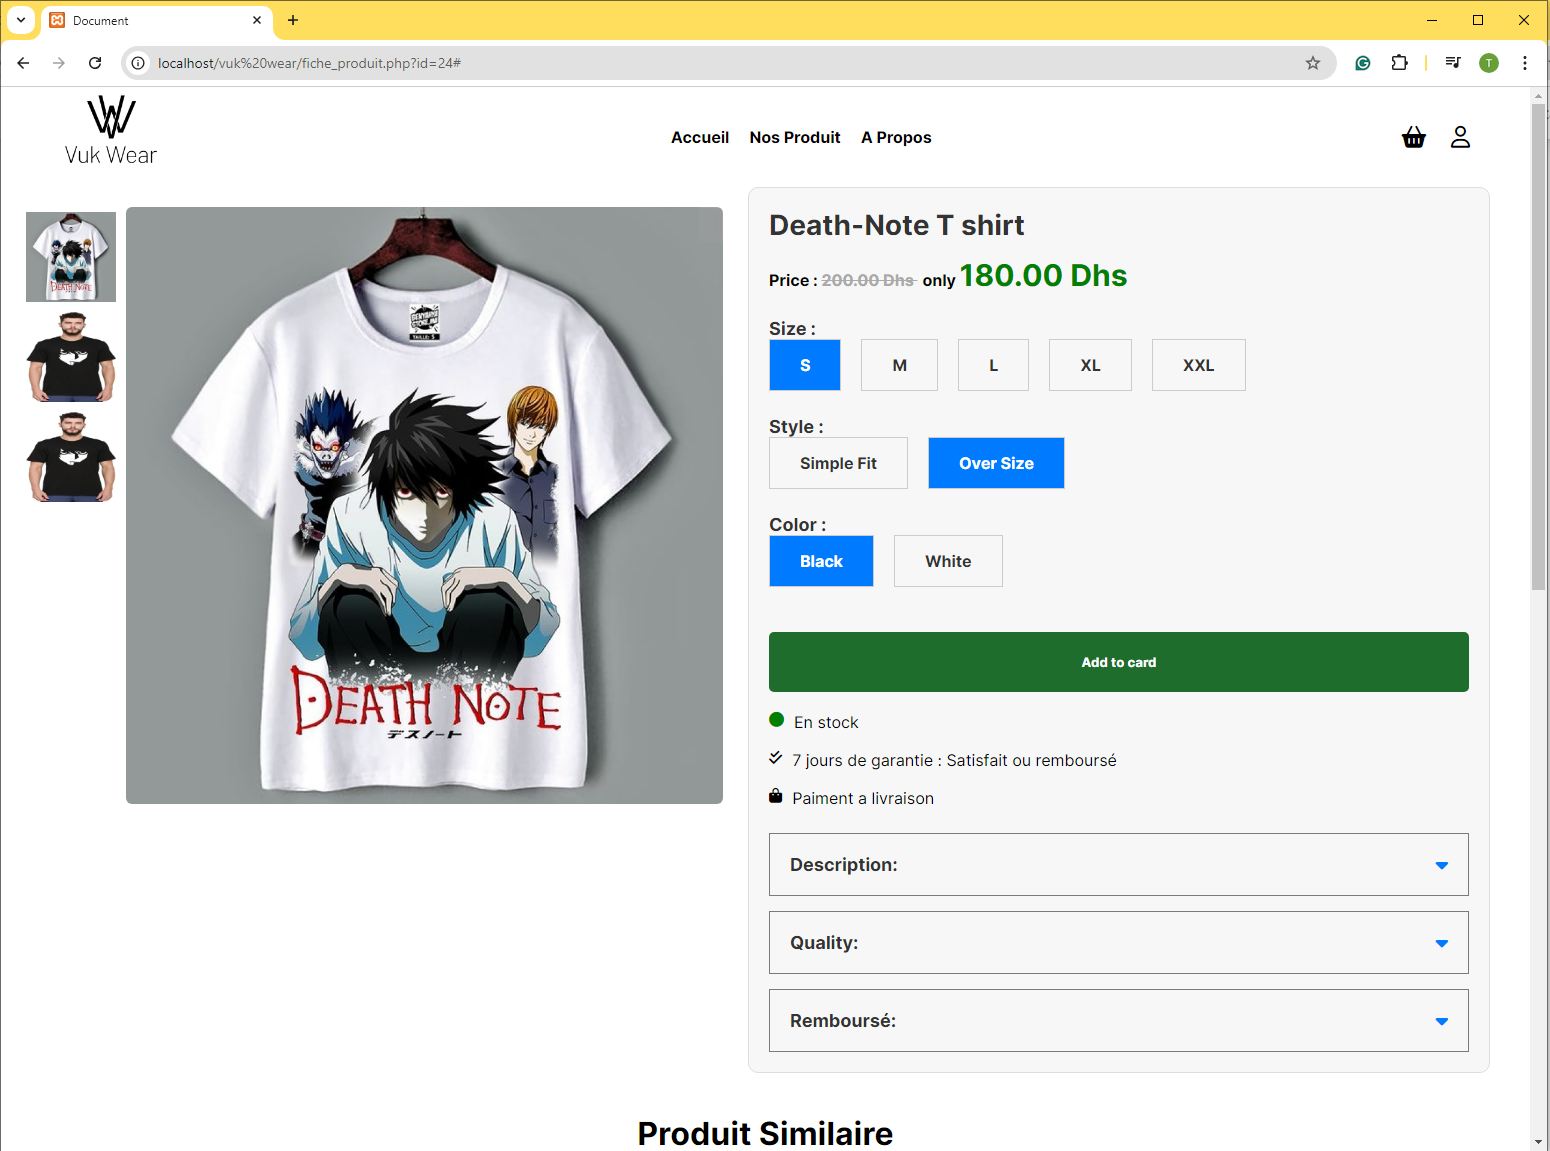 Document
localhost/vuk%20wear/fiche_produit.php?id=24#
T
Vuk Wear
Accueil Nos Produit A Propos
Death-Note T shirt
Price : 200.00 Dhs only 180.00 Dhs
Size :
S M L XL XXL
Style :
Simple Fit Over Size
Color :
Black White
Add to card
En stock
7 jours de garantie : Satisfait ou remboursé
Paiment a livraison
Description:
Quality:
Remboursé:
TAILLE: S
DEATH NOTE
デスノート
DEATH NOTE
Produit Similaire